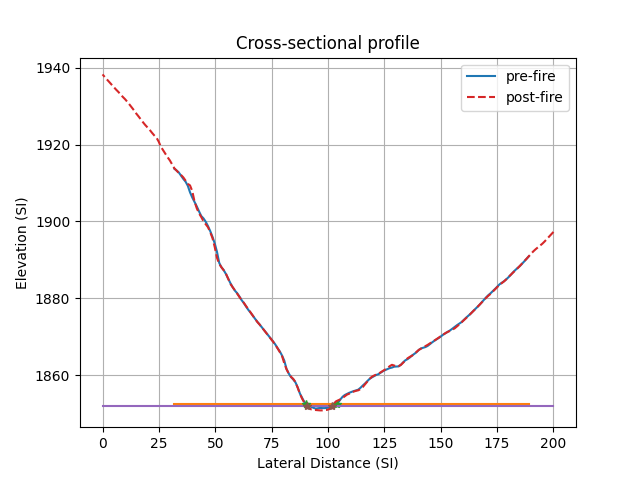 Cross-sectional profile
pre-fire
post-fire
1940
1920
1900
1880
1860
Elevation (SI)
0 25 50 75 100 125 150 175 200
Lateral Distance (SI)